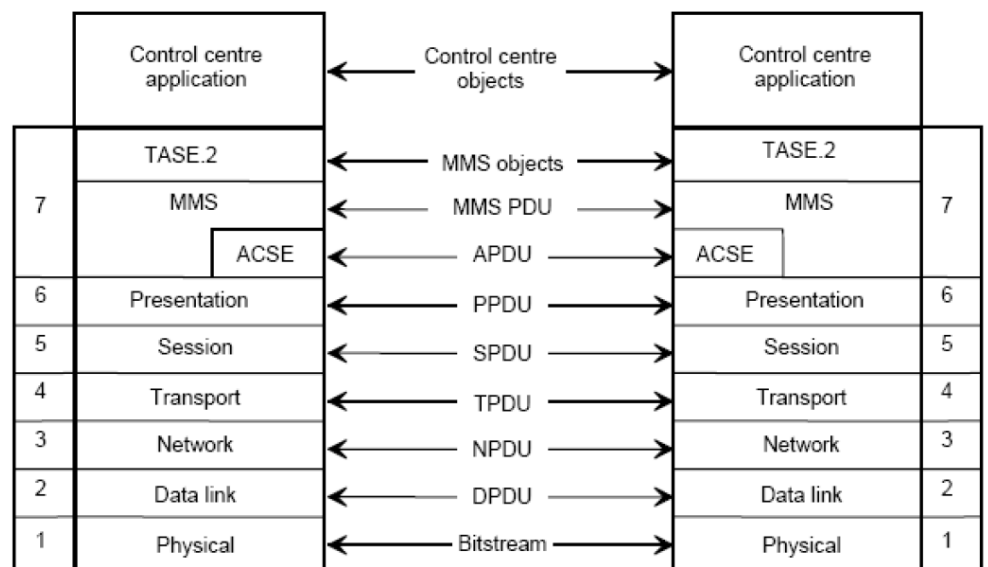 Control centre
application
Control centre
objects
Control centre
application
TASE.2
MMS objects
TASE.2
7
MMS
MMS PDU
MMS
7
ACSE
APDU
ACSE
6
Presentation
PPDU
Presentation
6
5
Session
SPDU
Session
5
4
Transport
TPDU
Transport
4
3
Network
NPDU
Network
3
2
Data link
DPDU
Data link
2
1
Physical
Bitstream
Physical
1